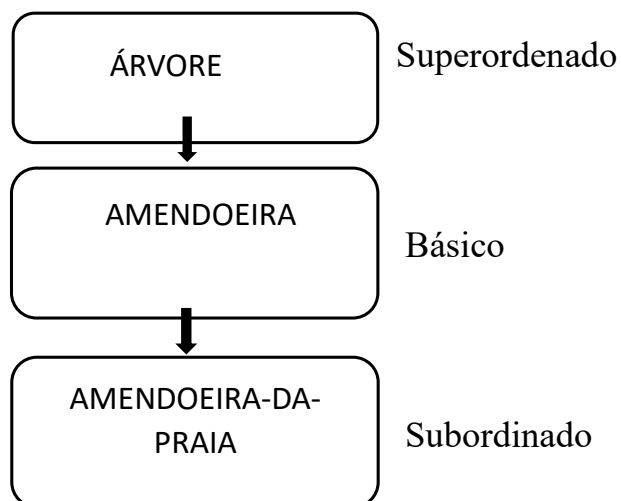 ÁRVORE
Superordenado
AMENDOEIRA
Básico
AMENDOEIRA-DA-
PRAIA
Subordinado